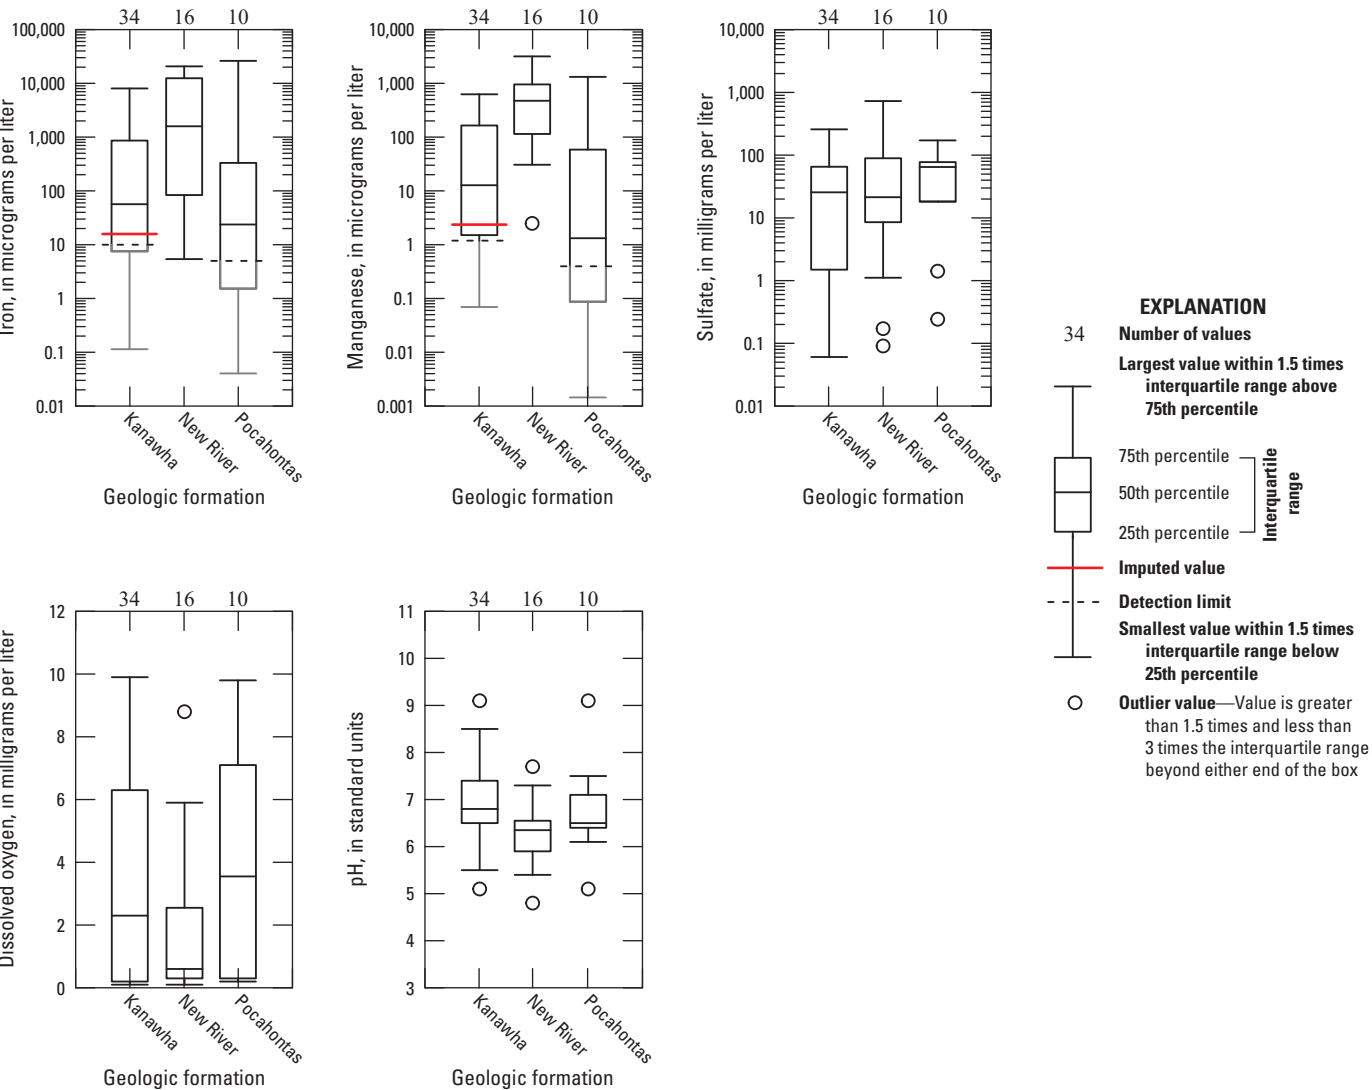 34 16 10
100,000
10,000
1,000
100
10
1
0.1
0.01
Iron, in micrograms per liter
Kanawha
New River
Pocahontas
Geologic formation
34 16 10
10,000
1,000
100
10
1
0.1
0.01
0.001
Manganese, in micrograms per liter
Kanawha
New River
Pocahontas
Geologic formation
34 16 10
10,000
1,000
100
10
1
0.1
0.01
Sulfate, in milligrams per liter
Kanawha
New River
Pocahontas
Geologic formation
34 16 10
12
10
8
6
4
2
0
Dissolved oxygen, in milligrams per liter
Kanawha
New River
Pocahontas
Geologic formation
34 16 10
11
10
9
8
7
6
5
4
3
pH, in standard units
Kanawha
New River
Pocahontas
Geologic formation
EXPLANATION
34 Number of values
Largest value within 1.5 times
interquartile range above
75th percentile
75th percentile
50th percentile
25th percentile
Interquartile
range
Imputed value
Detection limit
Smallest value within 1.5 times
interquartile range below
25th percentile
Outlier value—Value is greater
than 1.5 times and less than
3 times the interquartile range
beyond either end of the box